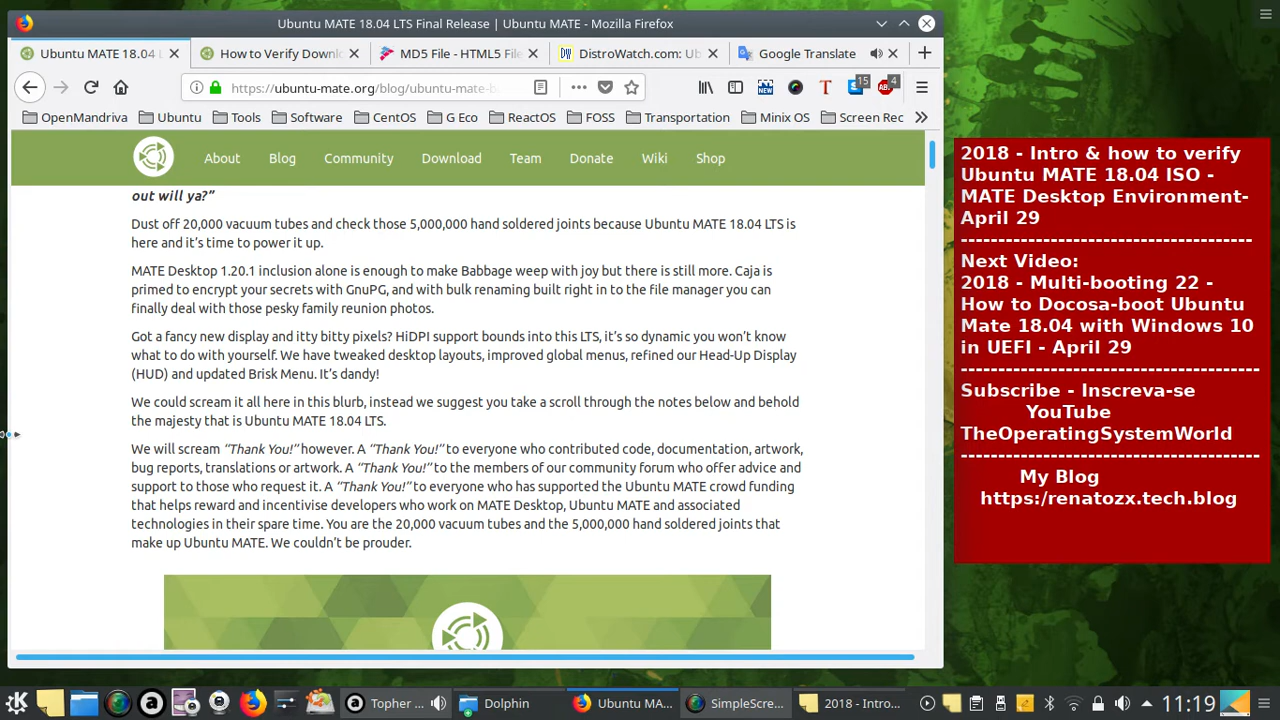 Ubuntu MATE 18.04 LTS Final Release | Ubuntu MATE - Mozilla Firefox
Ubuntu MATE 18.04 L
How to Verify Downlo
MD5 File - HTML5 File
DistroWatch.com: Ub
Google Translate
https://ubuntu-mate.org/blog/ubuntu-mate-b
15
4
OpenMandriva
Ubuntu
Tools
Software
CentOS
G Eco
ReactOS
FOSS
Transportation
Minix OS
Screen Rec
About
Blog
Community
Download
Team
Donate
Wiki
Shop
out will ya?”
Dust off 20,000 vacuum tubes and check those 5,000,000 hand soldered joints because Ubuntu MATE 18.04 LTS is
here and it’s time to power it up.
MATE Desktop 1.20.1 inclusion alone is enough to make Babbage weep with joy but there is still more. Caja is
primed to encrypt your secrets with GnuPG, and with bulk renaming built right in to the file manager you can
finally deal with those pesky family reunion photos.
Got a fancy new display and itty bitty pixels? HiDPI support bounds into this LTS, it’s so dynamic you won’t know
what to do with yourself. We have tweaked desktop layouts, improved global menus, refined our Head-Up Display
(HUD) and updated Brisk Menu. It’s dandy!
We could scream it all here in this blurb, instead we suggest you take a scroll through the notes below and behold
the majesty that is Ubuntu MATE 18.04 LTS.
We will scream “Thank You!” however. A “Thank You!” to everyone who contributed code, documentation, artwork,
bug reports, translations or artwork. A “Thank You!” to the members of our community forum who offer advice and
support to those who request it. A “Thank You!” to everyone who has supported the Ubuntu MATE crowd funding
that helps reward and incentivise developers who work on MATE Desktop, Ubuntu MATE and associated
technologies in their spare time. You are the 20,000 vacuum tubes and the 5,000,000 hand soldered joints that
make up Ubuntu MATE. We couldn’t be prouder.
2018 - Intro & how to verify
Ubuntu MATE 18.04 ISO -
MATE Desktop Environment-
April 29
---------------------------------------
Next Video:
2018 - Multi-booting 22 -
How to Docosa-boot Ubuntu
Mate 18.04 with Windows 10
in UEFI - April 29
----------------------------------------
Subscribe - Inscreva-se
YouTube
TheOperatingSystemWorld
----------------------------------------
My Blog
https:/renatozx.tech.blog
Topher ...
Dolphin
Ubuntu MA...
SimpleScre...
2018 - Intro...
11:19